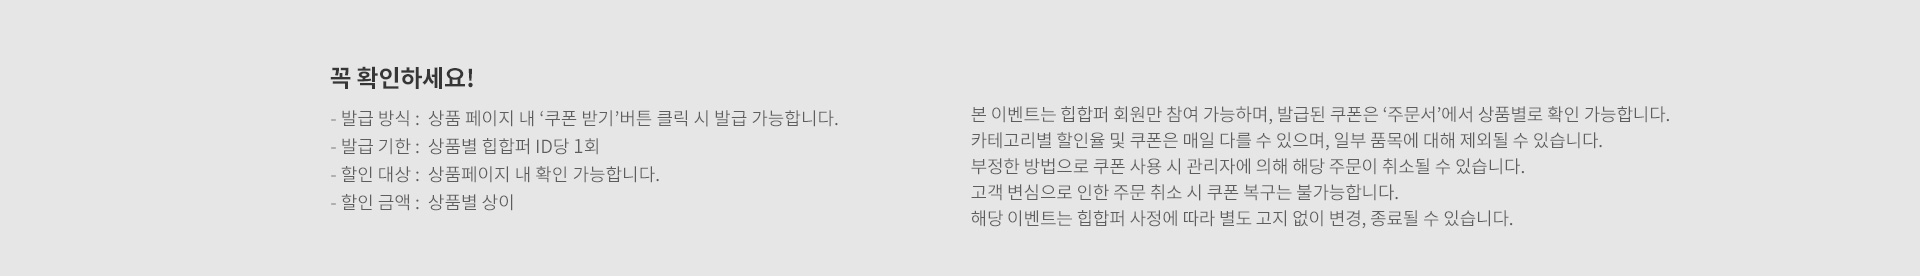 꼭 확인하세요!
- 발급 방식 : 상품 페이지 내 ‘쿠폰 받기’버튼 클릭 시 발급 가능합니다.
- 발급 기한 : 상품별 힙합퍼 ID당 1회
- 할인 대상 : 상품페이지 내 확인 가능합니다.
- 할인 금액 : 상품별 상이
본 이벤트는 힙합퍼 회원만 참여 가능하며, 발급된 쿠폰은 ‘주문서’에서 상품별로 확인 가능합니다.
카테고리별 할인율 및 쿠폰은 매일 다를 수 있으며, 일부 품목에 대해 제외될 수 있습니다.
부정한 방법으로 쿠폰 사용 시 관리자에 의해 해당 주문이 취소될 수 있습니다.
고객 변심으로 인한 주문 취소 시 쿠폰 복구는 불가능합니다.
해당 이벤트는 힙합퍼 사정에 따라 별도 고지 없이 변경, 종료될 수 있습니다.